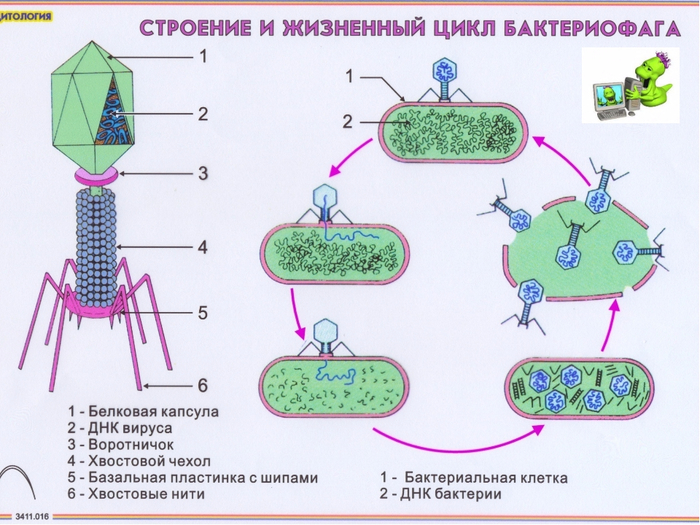 ЦИТОЛОГИЯ
СТРОЕНИЕ И ЖИЗНЕННЫЙ ЦИКЛ БАКТЕРИОФАГА
1
2
3
4
5
6
1
2
1 - Белковая капсула
2 - ДНК вируса
3 - Воротничок
4 - Хвостовой чехол
5 - Базальная пластинка с шипами
6 - Хвостовые нити
1 - Бактериальная клетка
2 - ДНК бактерии
3411.016